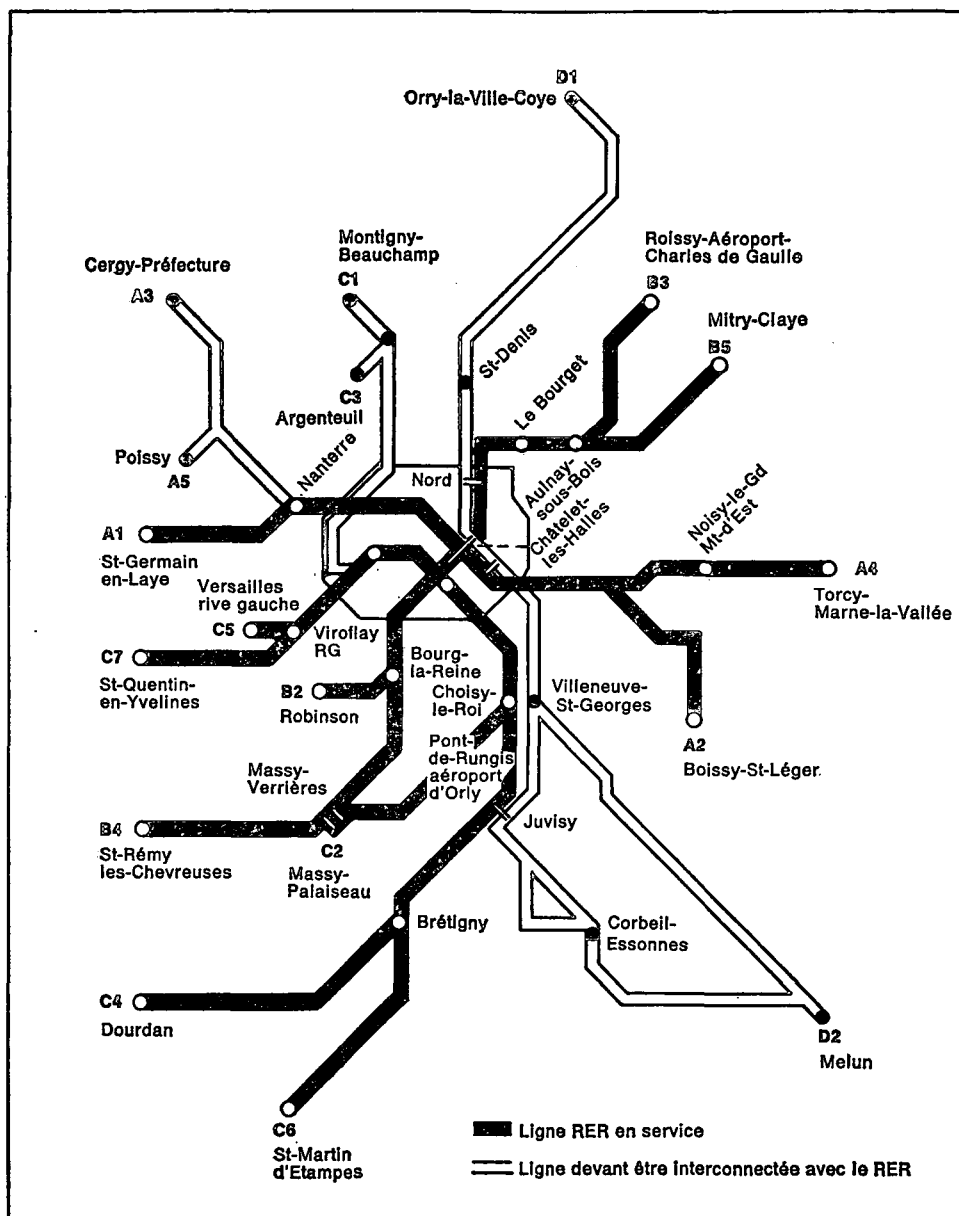 D1
Orry-la-Ville-Coye
Montigny-
Beauchamp
C1
Roissy-Aéroport-
Charles de Gaulle
B3
Cergy-Préfecture
A3
Mitry-Claye
B5
St-Denis
Le Bourget
C3
Argenteuil
Nanterre
Poissy
A5
Nord
Aulnay-
sous-Bois
Châtelet-
les-Halles
Noisy-le-Gd
Mt-d'Est
A1
St-Germain
en-Laye
A4
Torcy-
Marne-la-Vallée
Versailles
rive gauche
C5
Viroflay
RG
C7
St-Quentin-
en-Yvelines
Bourg-
la-Reine
B2
Robinson
Choisy-
le-Roi
Villeneuve-
St-Georges
A2
Boissy-St-Léger
Pont-
de-Rungis
aéroport
d'Orly
Massy-
Verrières
B4
St-Rémy
les-Chevreuses
C2
Massy-
Palaiseau
Juvisy
Brétigny
Corbeil-
Essonnes
C4
Dourdan
D2
Melun
C6
St-Martin
d'Etampes
Ligne RER en service
Ligne devant être interconnectée avec le RER